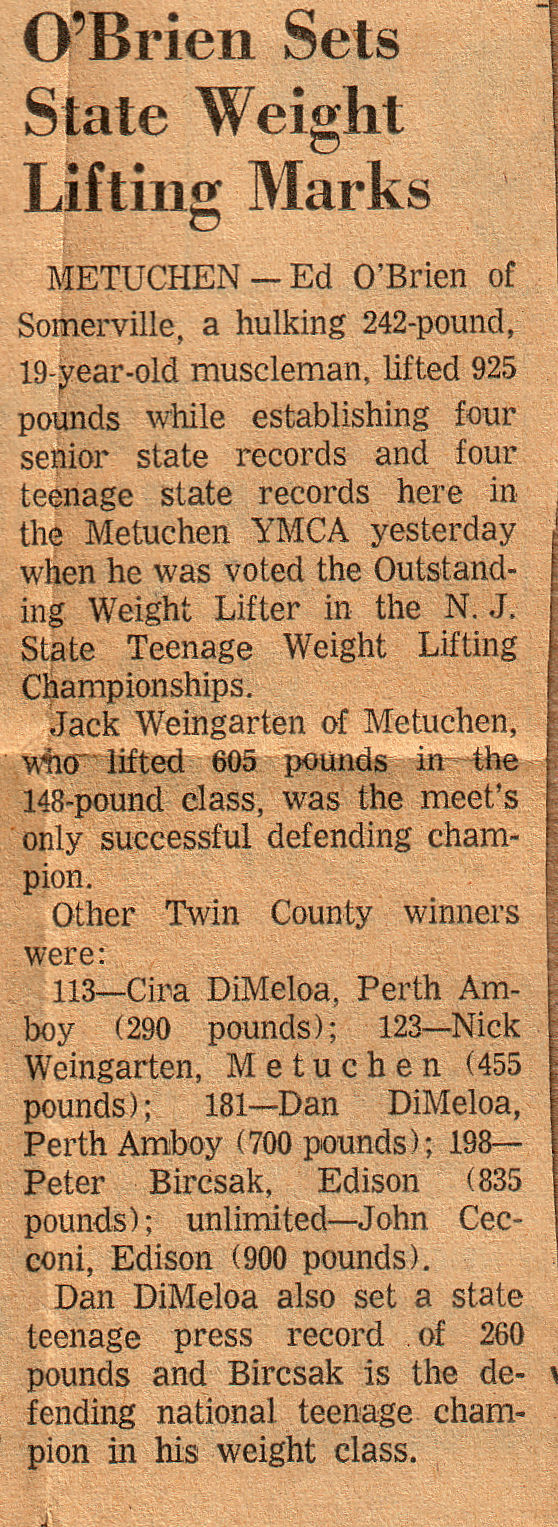 O'Brien Sets
State Weight
Lifting Marks
METUCHEN — Ed O'Brien of
Somerville, a hulking 242-pound,
19-year-old muscleman, lifted 925
pounds while establishing four
senior state records and four
teenage state records here in
the Metuchen YMCA yesterday
when he was voted the Outstand-
ing Weight Lifter in the N. J.
State Teenage Weight Lifting
Championships.
Jack Weingarten of Metuchen,
who lifted 605 pounds in the
148-pound class, was the meet's
only successful defending cham-
pion.
Other Twin County winners
were:
113—Cira DiMeloa, Perth Am-
boy (290 pounds); 123—Nick
Weingarten, Metuchen (455
pounds); 181—Dan DiMeloa,
Perth Amboy (700 pounds); 198—
Peter Bircsak, Edison (835
pounds); unlimited—John Cec-
coni, Edison (900 pounds).
Dan DiMeloa also set a state
teenage press record of 260
pounds and Bircsak is the de-
fending national teenage cham-
pion in his weight class.